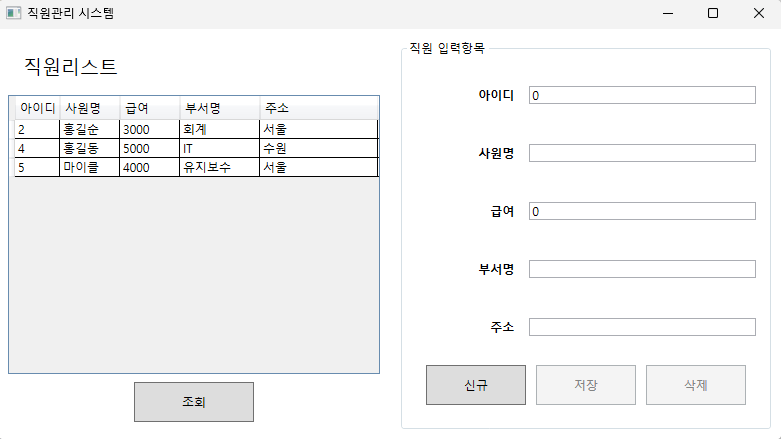 직원관리 시스템
직원리스트
아이디 사원명 급여 부서명 주소
2 홍길순 3000 회계 서울
4 홍길동 5000 IT 수원
5 마이클 4000 유지보수 서울
조회
직원 입력항목
아이디 0
사원명
급여 0
부서명
주소
신규 저장 삭제